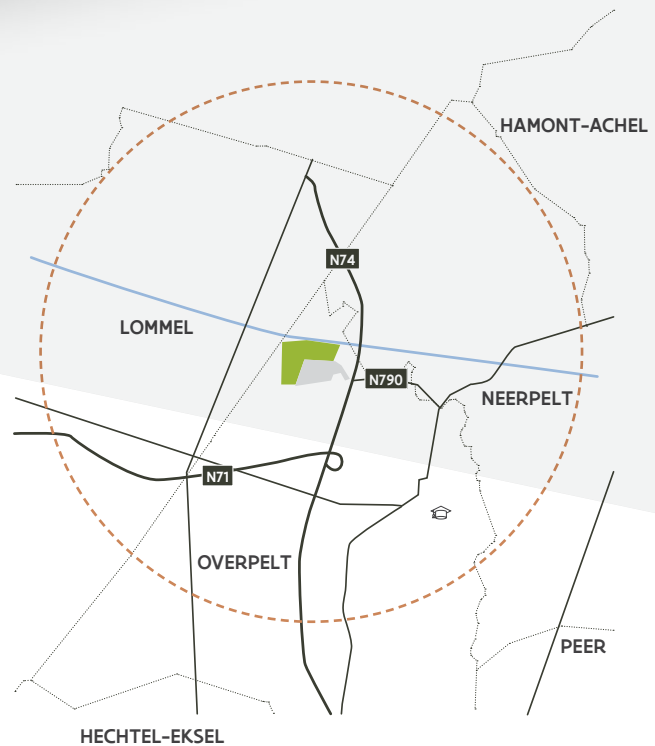 HAMONT-ACHEL
N74
LOMMEL
N790
NEERPELT
N71
OVERPELT
PEER
HECHTEL-EKSEL